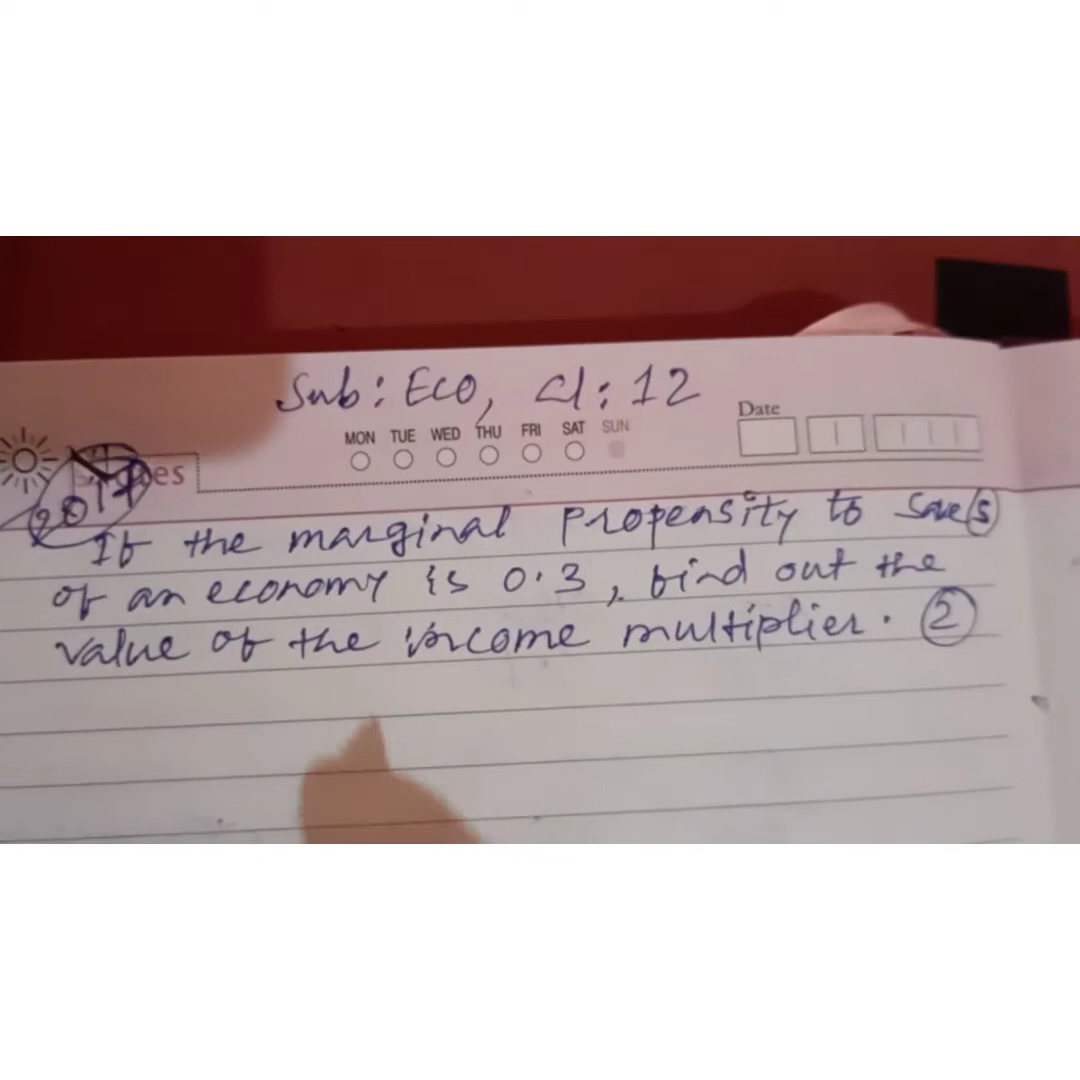 Sub: Eco, Cl: 12
Date
MON TUE WED THU FRI SAT SUN
2017
If the marginal propensity to save(s)
of an economy is 0.3, find out the
value of the income multiplier. 2